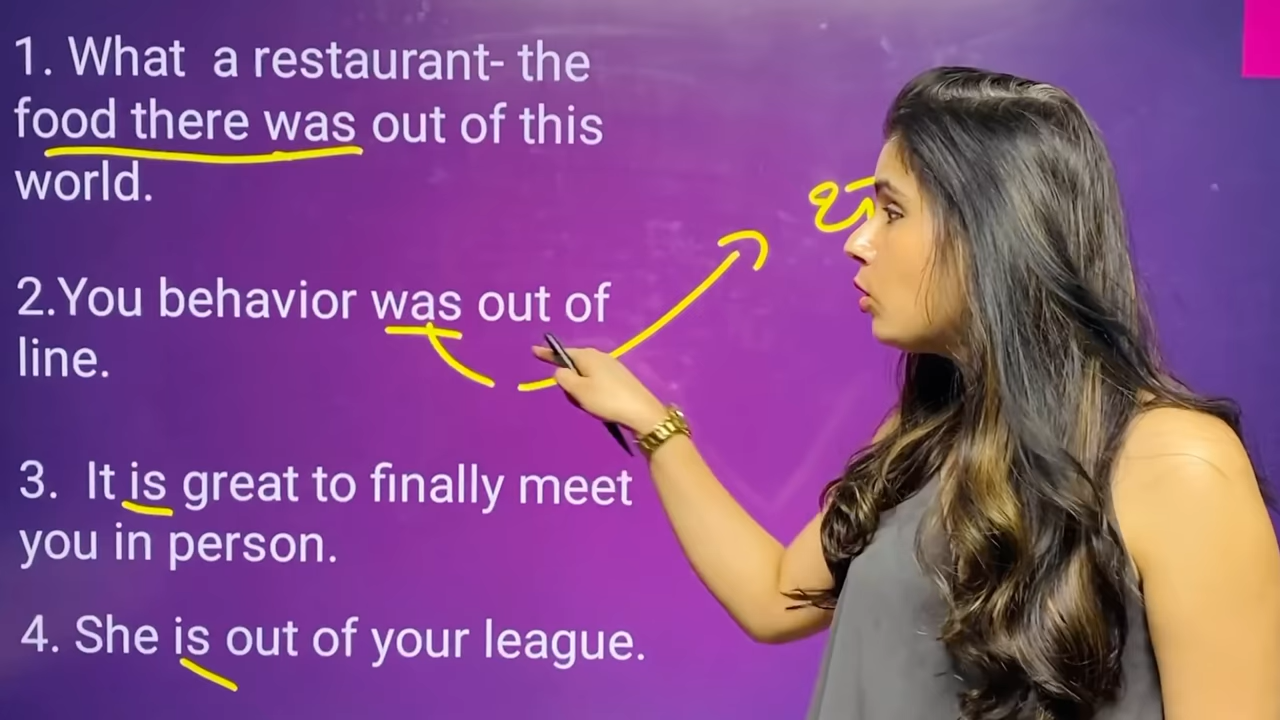 1. What a restaurant- the
food there was out of this
world.
2.You behavior was out of
line.
3. It is great to finally meet
you in person.
4. She is out of your league.